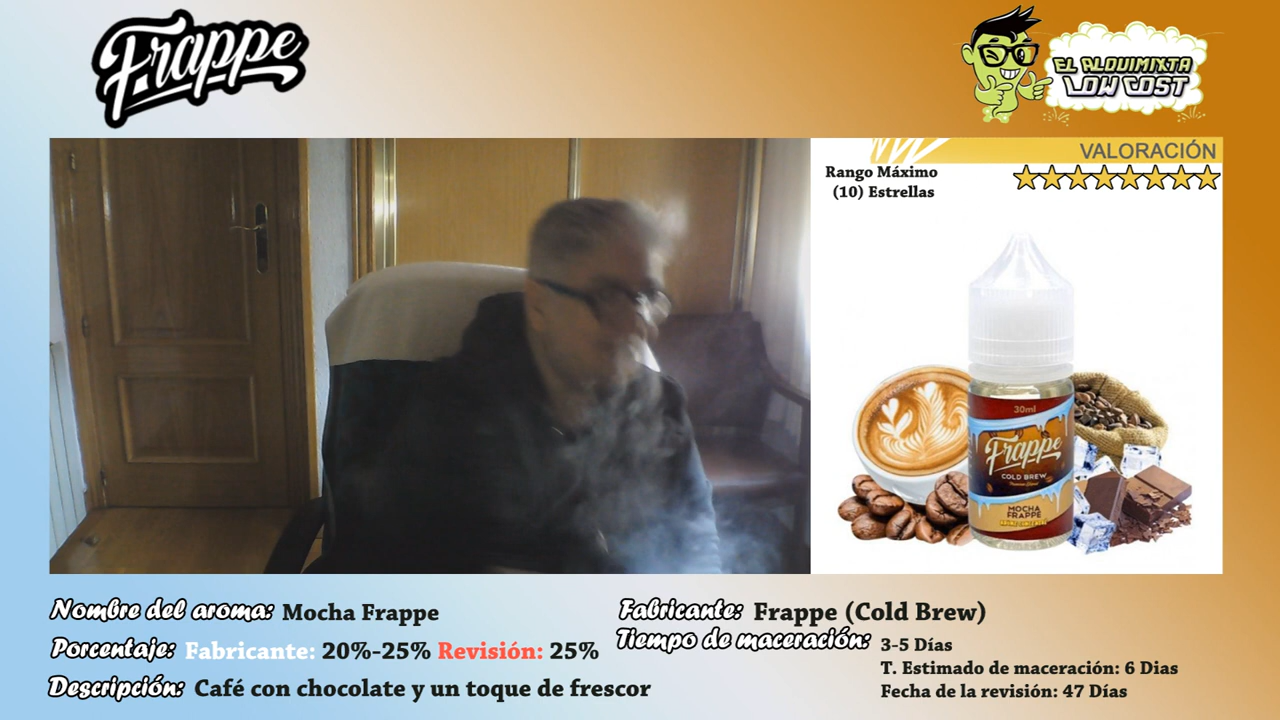 Frappe
EL ALQUIMIXTA
LOW COST
VALORACIÓN
Rango Máximo
(10) Estrellas
30ml
Frappe
COLD BREW
MOCHA
FRAPPE
Nombre del aroma: Mocha Frappe
Fabricante: Frappe (Cold Brew)
Porcentaje: Fabricante: 20%-25% Revisión: 25%
Tiempo de maceración: 3-5 Días
T. Estimado de maceración: 6 Dias
Fecha de la revisión: 47 Días
Descripción: Café con chocolate y un toque de frescor